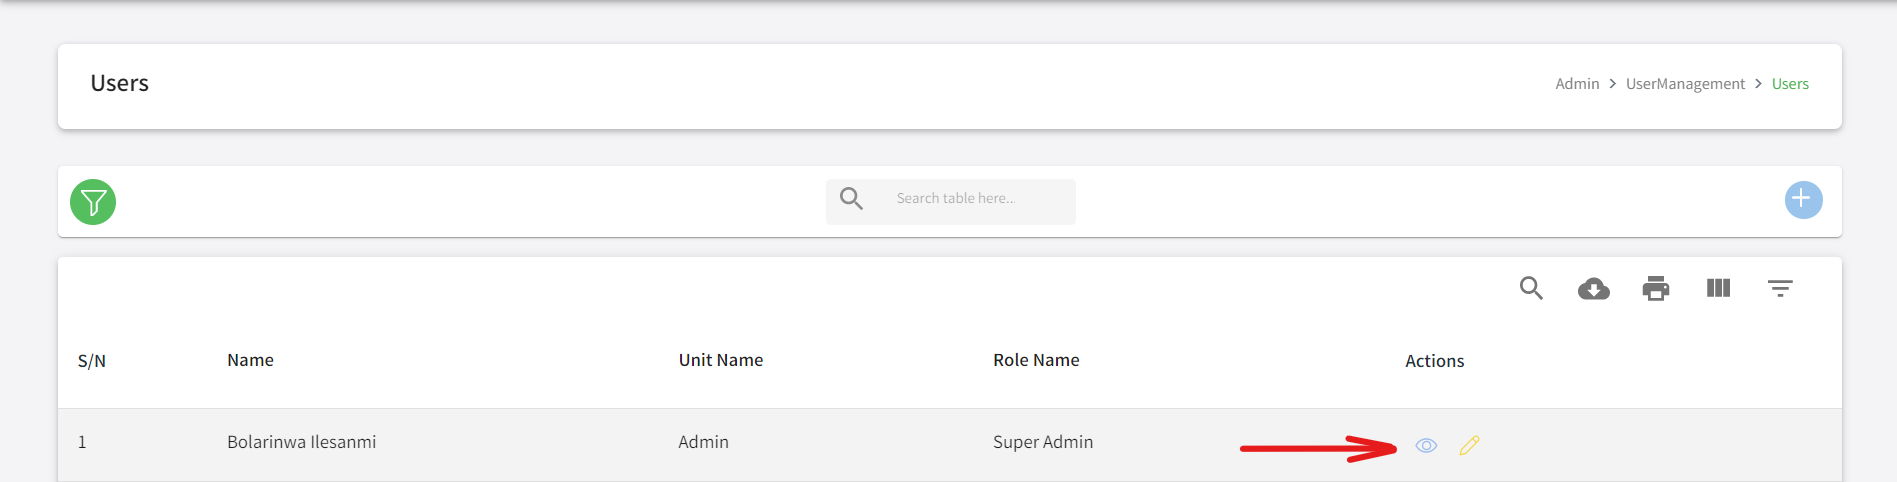 Users
Admin > UserManagement > Users
Search table here...
S/N Name Unit Name Role Name Actions
1 Bolarinwa Ilesanmi Admin Super Admin